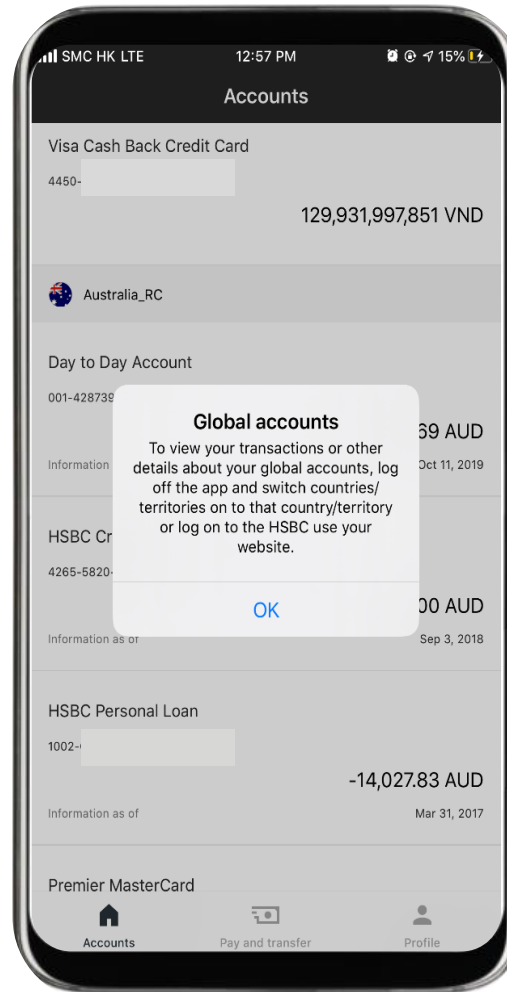 SMC HK LTE 12:57 PM 15%
Accounts
Visa Cash Back Credit Card
4450-
129,931,997,851 VND
Australia_RC
Day to Day Account
001-428739
69 AUD
Information Oct 11, 2019
Global accounts
To view your transactions or other
details about your global accounts, log
off the app and switch countries/
territories on to that country/territory
or log on to the HSBC use your
website.
OK
HSBC Cr
4265-5820-
00 AUD
Information as of Sep 3, 2018
HSBC Personal Loan
1002-
-14,027.83 AUD
Information as of Mar 31, 2017
Premier MasterCard
Accounts Pay and transfer Profile